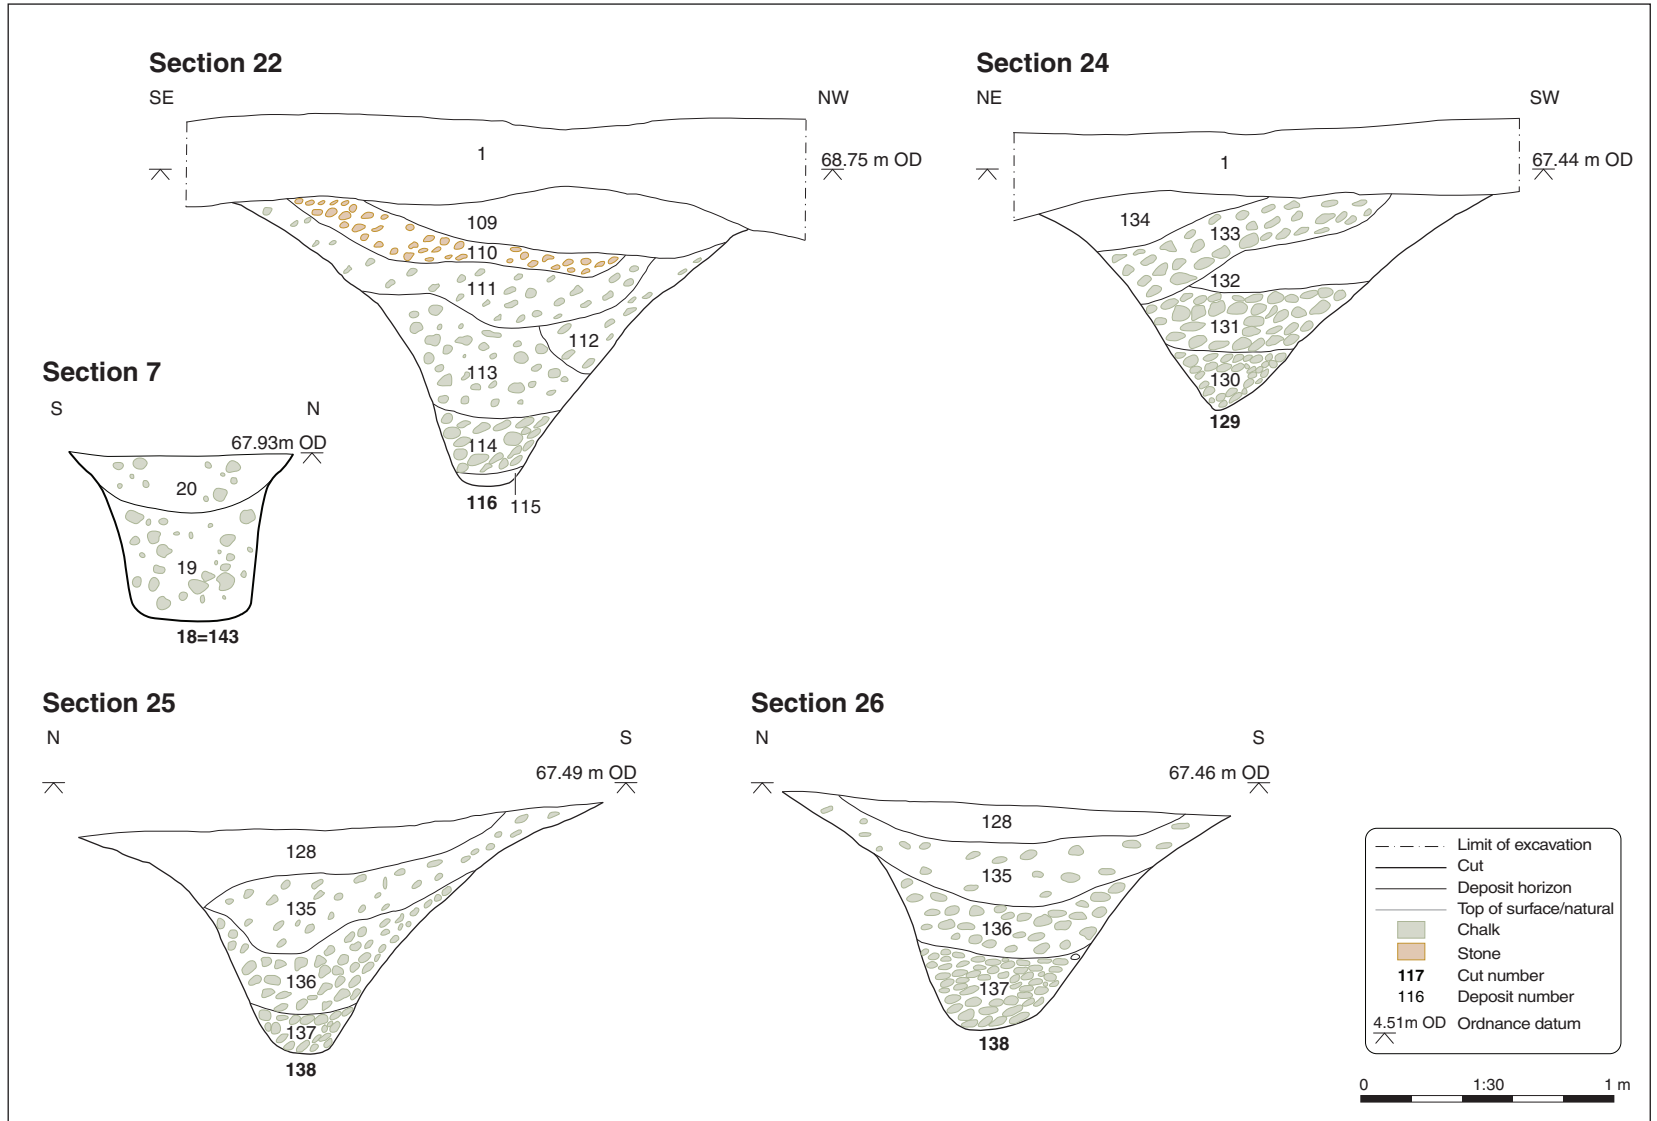 Section 22
SE
NW
68.75 m OD
1
109
110
111
112
113
114
116
115
Section 24
NE
SW
67.44 m OD
1
134
133
132
131
130
129
Section 7
S
N
67.93m OD
20
19
18=143
Section 25
N
S
67.49 m OD
128
135
136
137
138
Section 26
N
S
67.46 m OD
128
135
136
137
138
Limit of excavation
Cut
Deposit horizon
Top of surface/natural
Chalk
Stone
117 Cut number
116 Deposit number
4.51m OD Ordnance datum
0 1:30 1 m